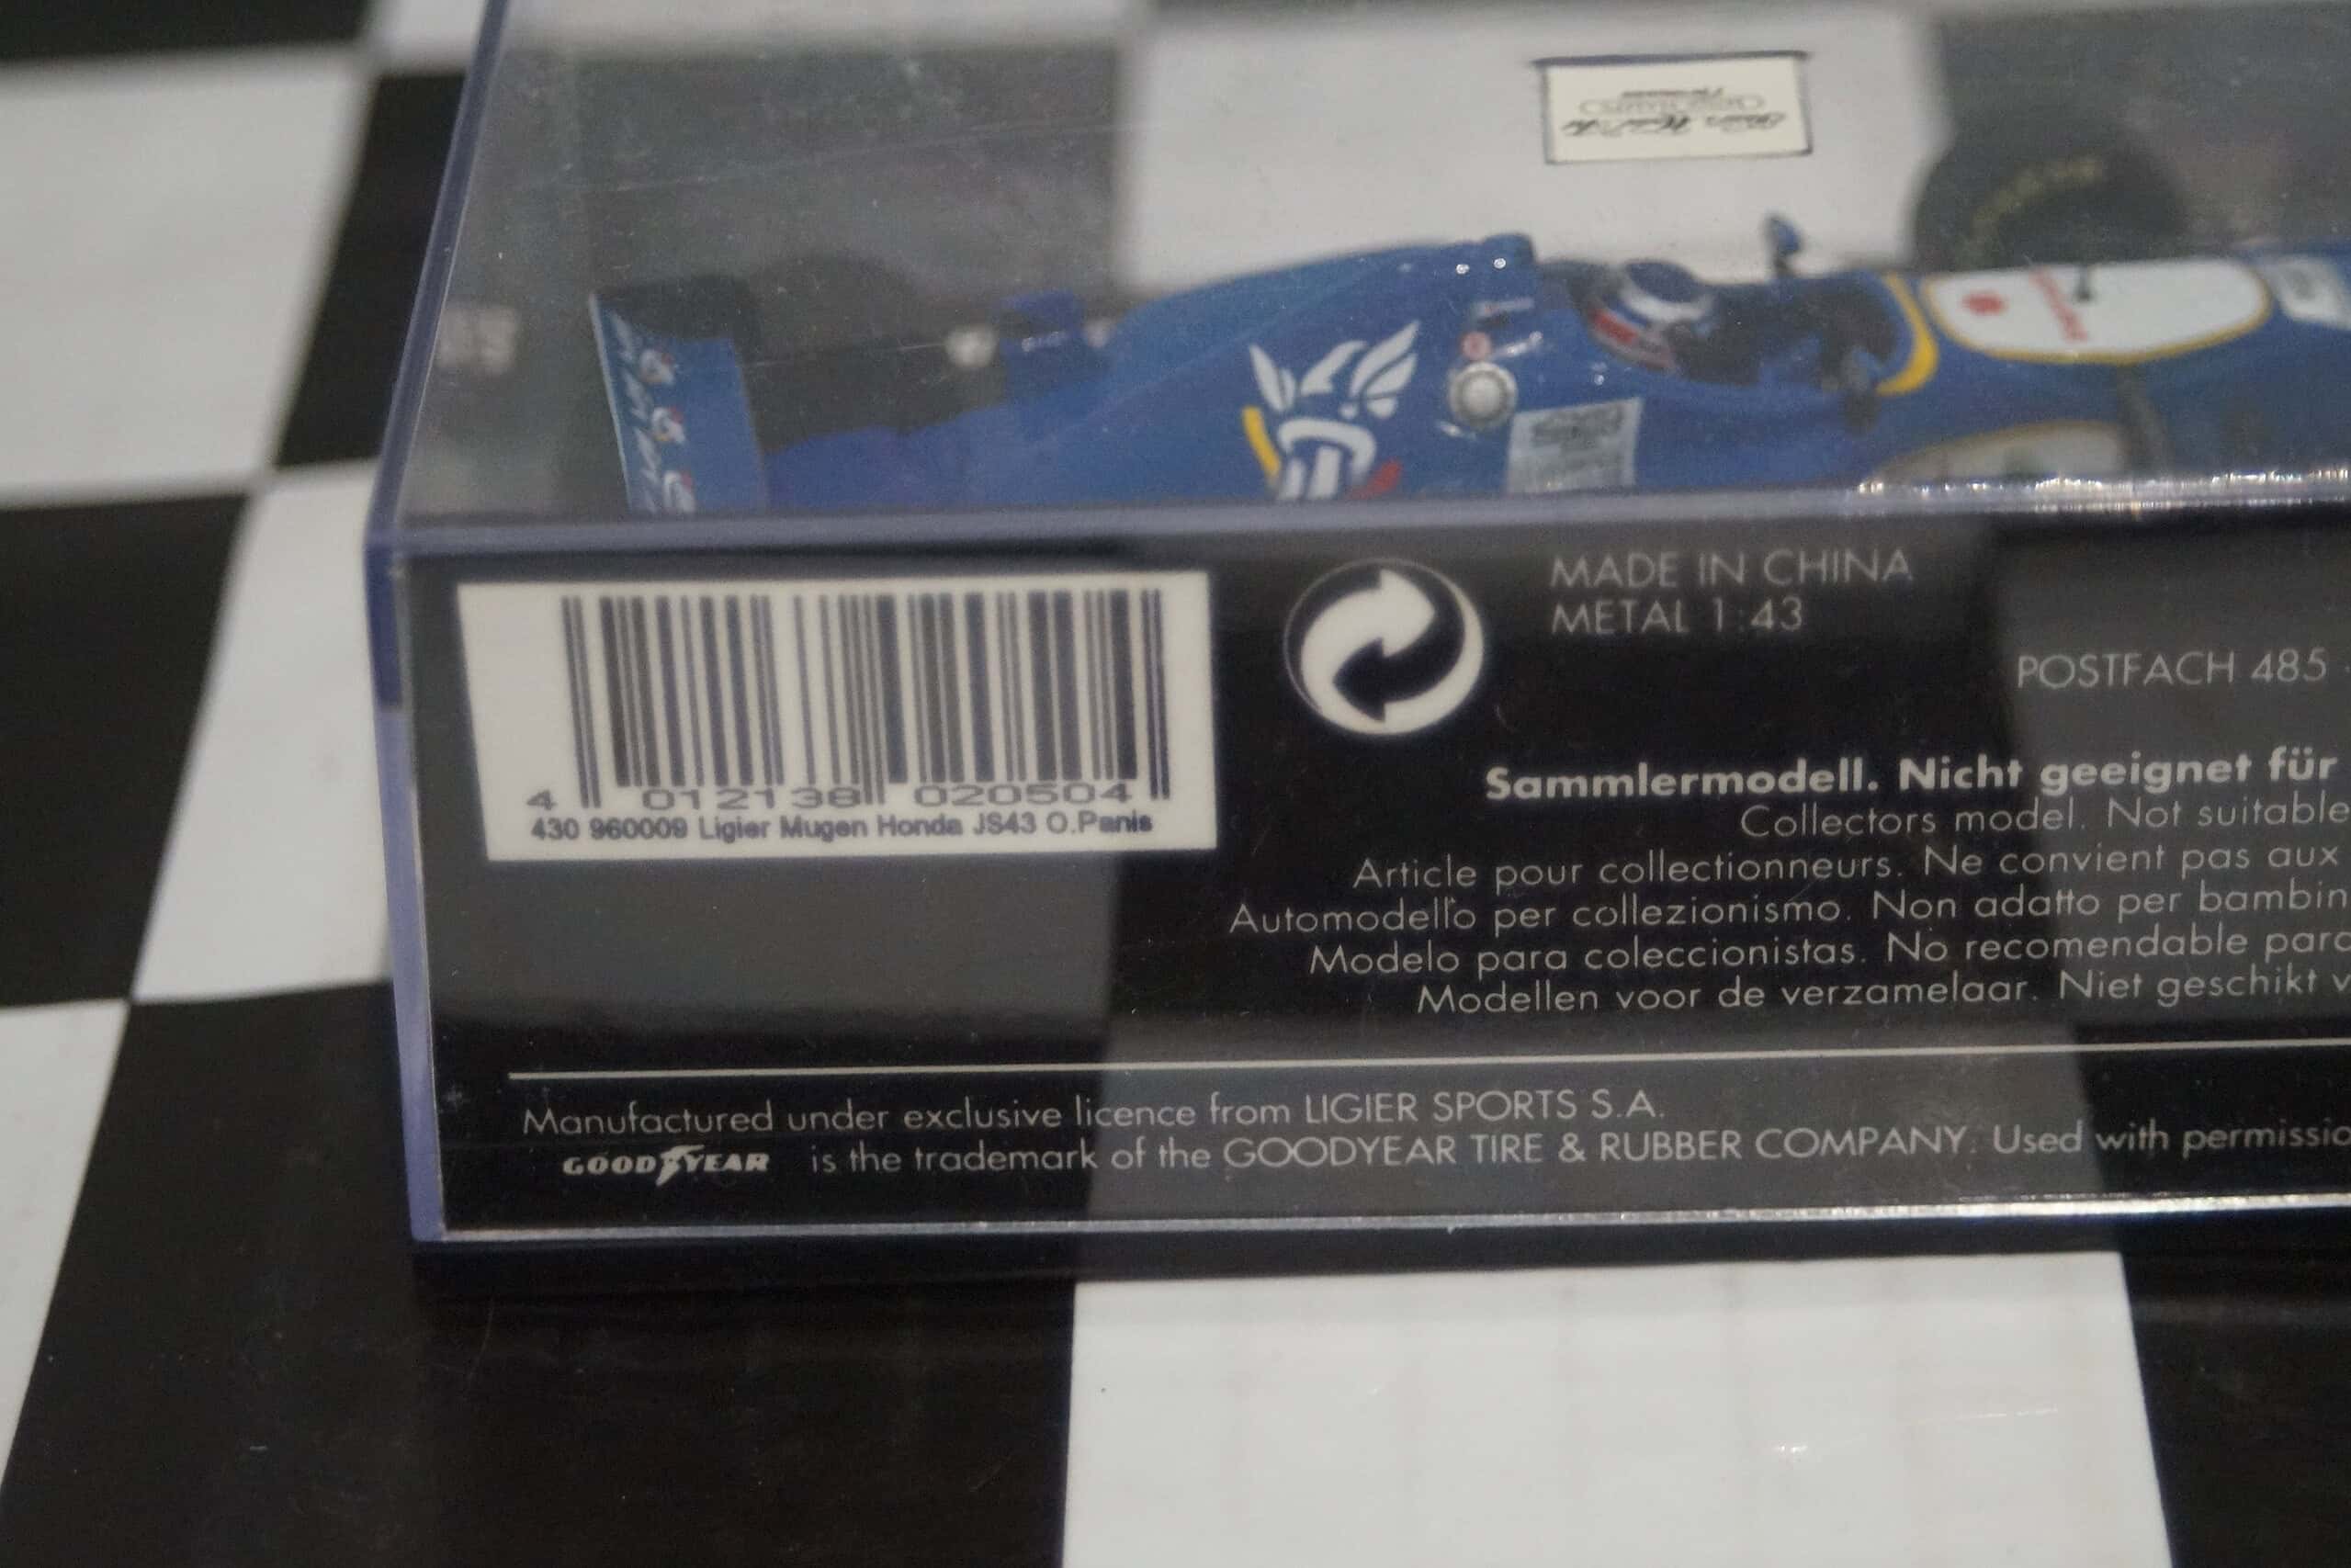 MADE IN CHINA
METAL 1:43
POSTFACH 485
4 012138 020504
430 960009 Ligier Mugen Honda JS43 O.Panis
Sammlermodell. Nicht geeignet für
Collectors model. Not suitable
Article pour collectionneurs. Ne convient pas aux
Automodello per collezionismo. Non adatto per bambin
Modelo para coleccionistas. No recomendable para
Modellen voor de verzamelaar. Niet geschikt v
Manufactured under exclusive licence from LIGIER SPORTS S.A.
GOODYEAR is the trademark of the GOODYEAR TIRE & RUBBER COMPANY. Used with permissio